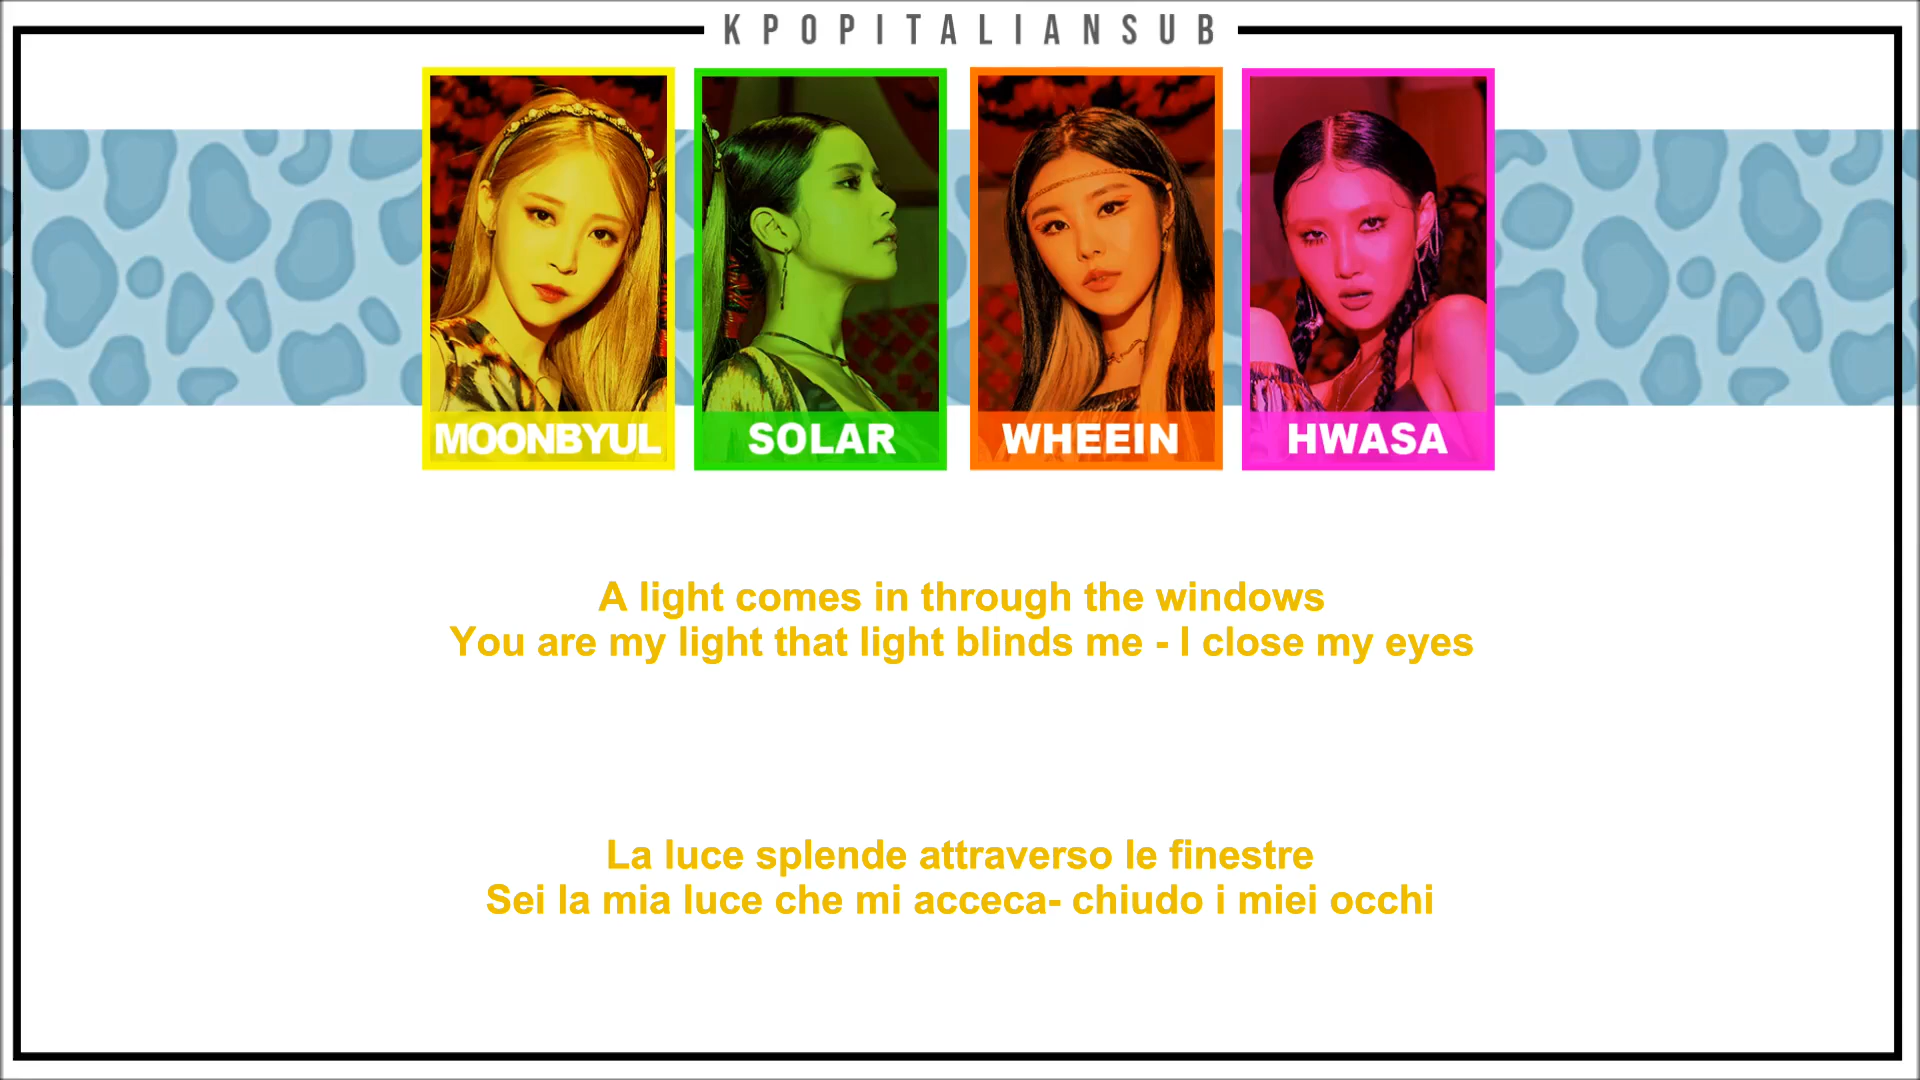 KPOPITALIANSUB
MOONBYUL
SOLAR
WHEEIN
HWASA
A light comes in through the windows
You are my light that light blinds me - I close my eyes
La luce splende attraverso le finestre
Sei la mia luce che mi acceca- chiudo i miei occhi